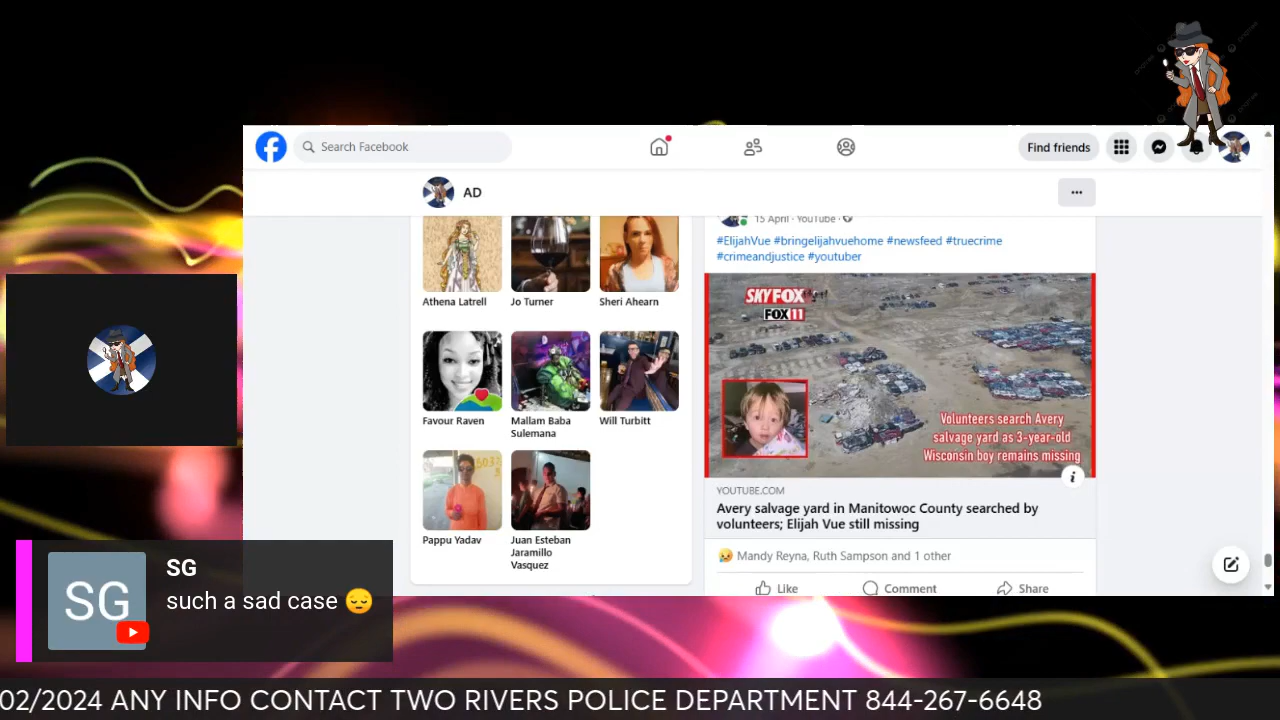 Search Facebook
Find friends
AD
15 April · YouTube ·
#ElijahVue #bringelijahvuehome #newsfeed #truecrime
#crimeandjustice #youtuber
Athena Latrell
Jo Turner
Sheri Ahearn
SKYFOX
FOX 11
Volunteers search Avery
salvage yard as 3-year-old
Wisconsin boy remains missing
Favour Raven
Mallam Baba
Sulemana
Will Turbitt
YOUTUBE.COM
Avery salvage yard in Manitowoc County searched by
volunteers; Elijah Vue still missing
Mandy Reyna, Ruth Sampson and 1 other
Like
Comment
Share
Pappu Yadav
Juan Esteban
Jaramillo
Vasquez
SG
SG
such a sad case 😔
02/2024 ANY INFO CONTACT TWO RIVERS POLICE DEPARTMENT 844-267-6648